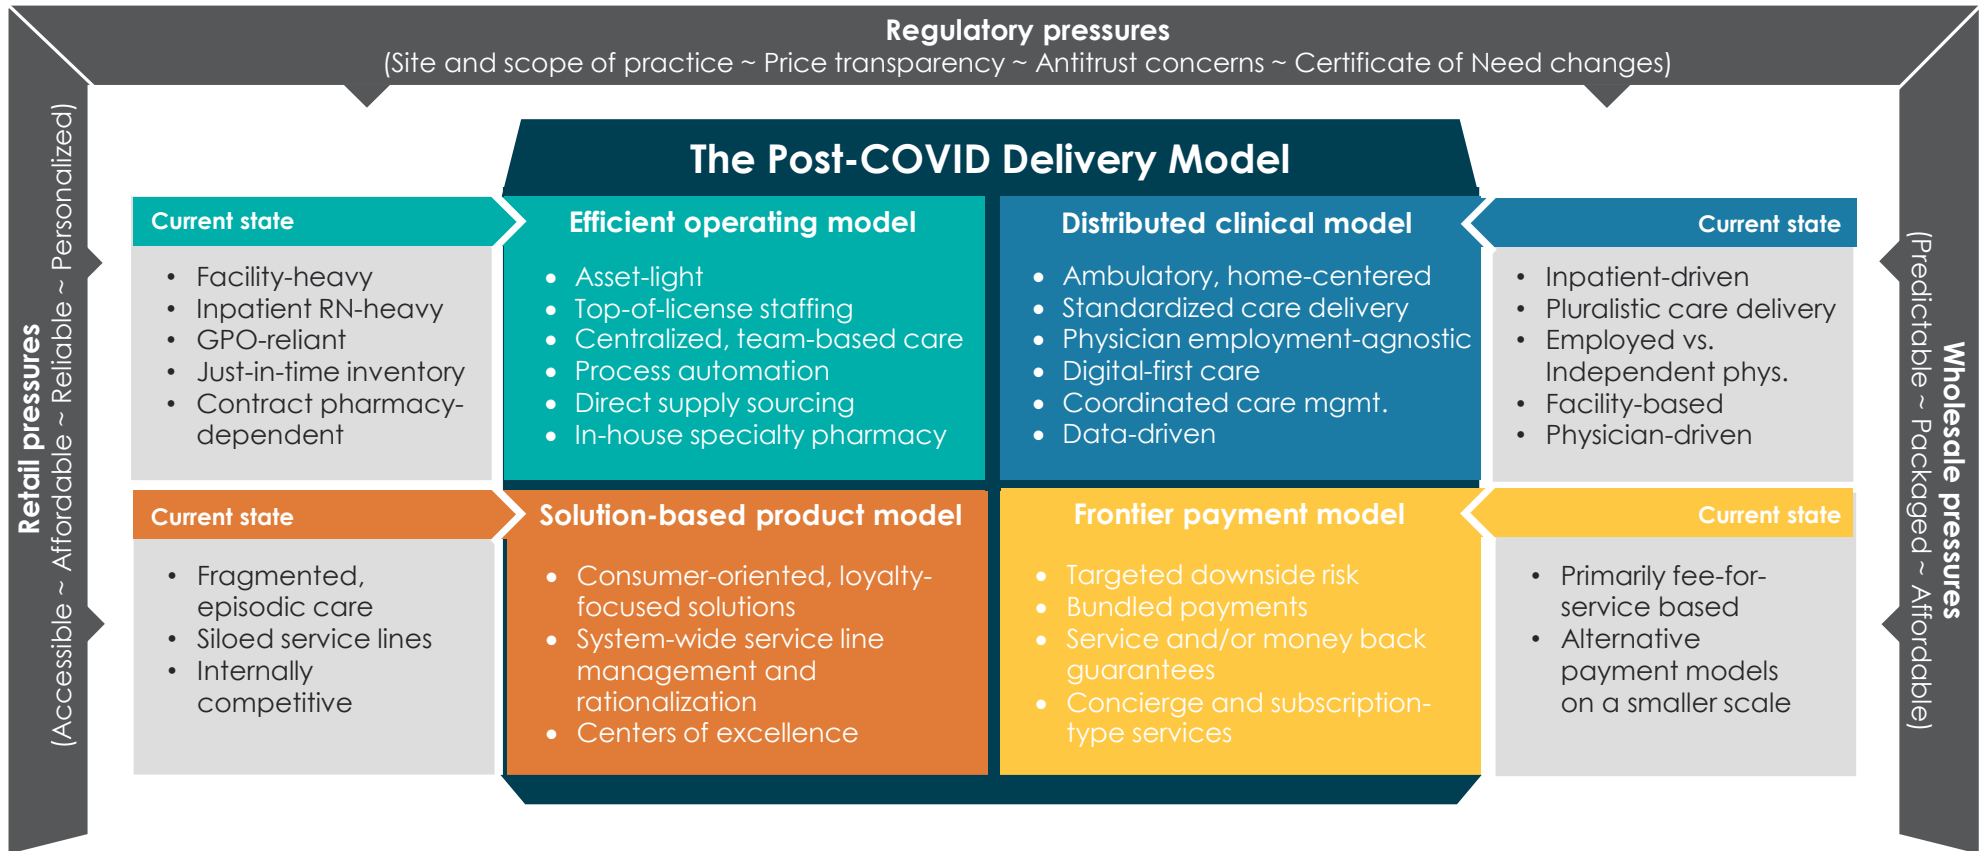 Regulatory pressures
(Site and scope of practice ~ Price transparency ~ Antitrust concerns ~ Certificate of Need changes)
Retail pressures
(Accessible ~ Affordable ~ Reliable ~ Personalized)
The Post-COVID Delivery Model
Current state
• Facility-heavy
• Inpatient RN-heavy
• GPO-reliant
• Just-in-time inventory
• Contract pharmacy-
dependent
Efficient operating model
• Asset-light
• Top-of-license staffing
• Centralized, team-based care
• Process automation
• Direct supply sourcing
• In-house specialty pharmacy
Distributed clinical model
• Ambulatory, home-centered
• Standardized care delivery
• Physician employment-agnostic
• Digital-first care
• Coordinated care mgmt.
• Data-driven
Current state
• Inpatient-driven
• Pluralistic care delivery
• Employed vs.
Independent phys.
• Facility-based
• Physician-driven
Current state
• Fragmented,
episodic care
• Siloed service lines
• Internally
competitive
Solution-based product model
• Consumer-oriented, loyalty-
focused solutions
• System-wide service line
management and
rationalization
• Centers of excellence
Frontier payment model
• Targeted downside risk
• Bundled payments
• Service and/or money back
guarantees
• Concierge and subscription-
type services
Current state
• Primarily fee-for-
service based
• Alternative
payment models
on a smaller scale
Wholesale pressures
(Predictable ~ Packaged ~ Affordable)